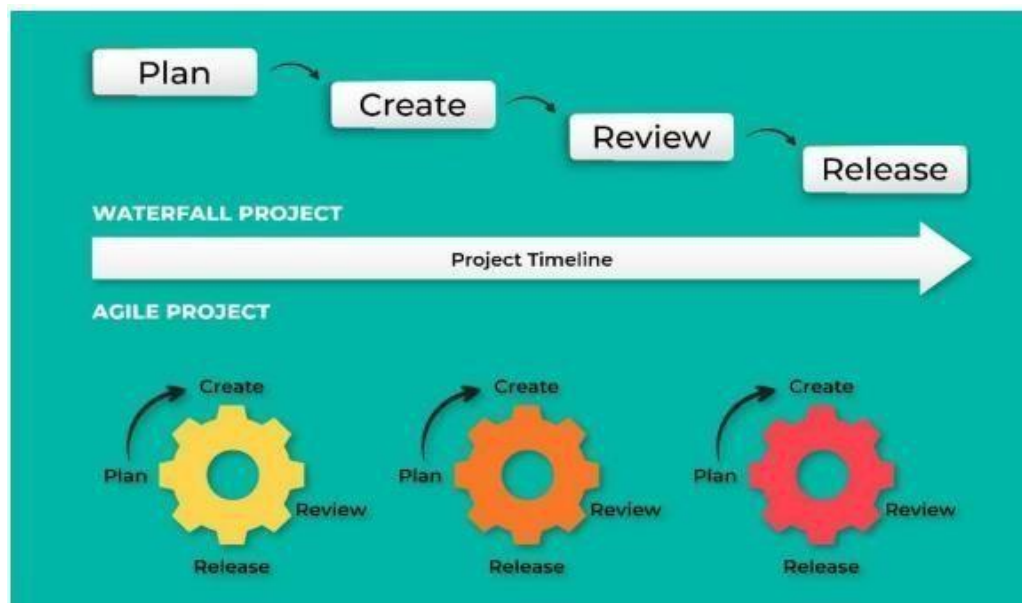 Plan
Create
Review
Release
WATERFALL PROJECT
Project Timeline
AGILE PROJECT
Create
Plan
Review
Release
Create
Plan
Review
Release
Create
Plan
Review
Release